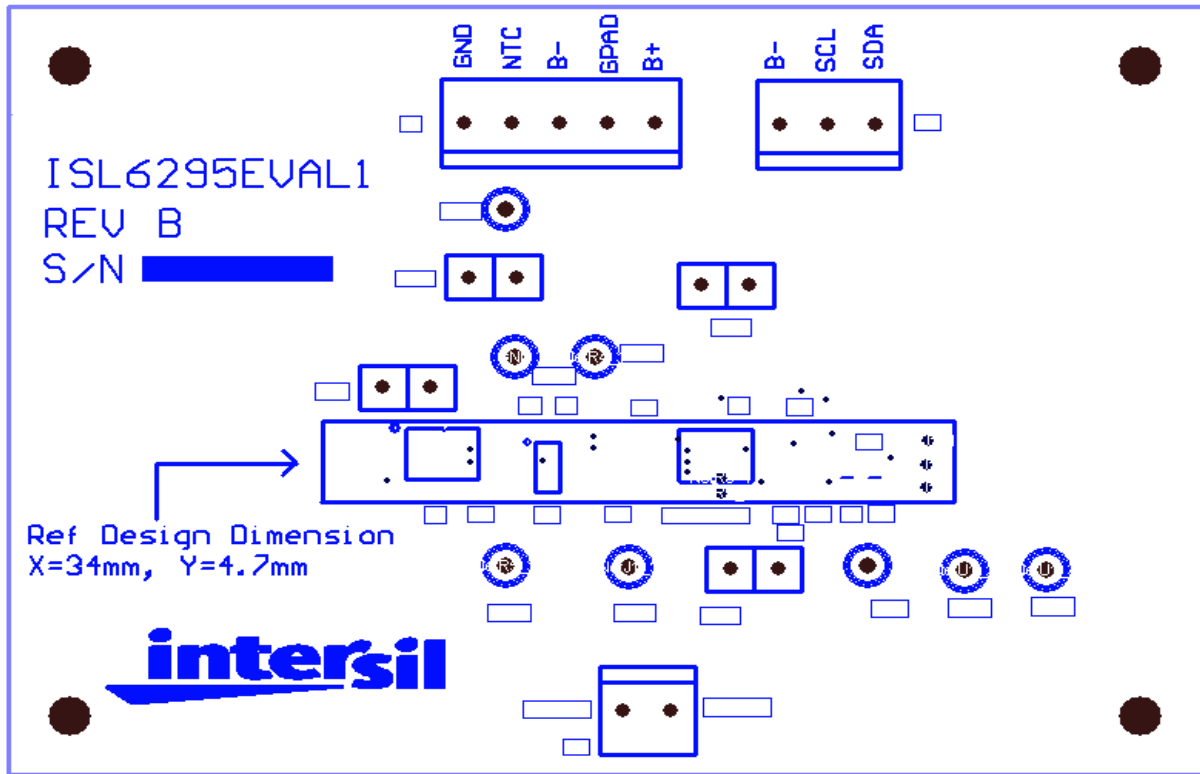 GND NTC B- GPAD B+ B- SCL SDA
ISL6295EVAL1
REV B
S/N
N R
Ref Design Dimension
X=34mm, Y=4.7mm
R J U U
intersil